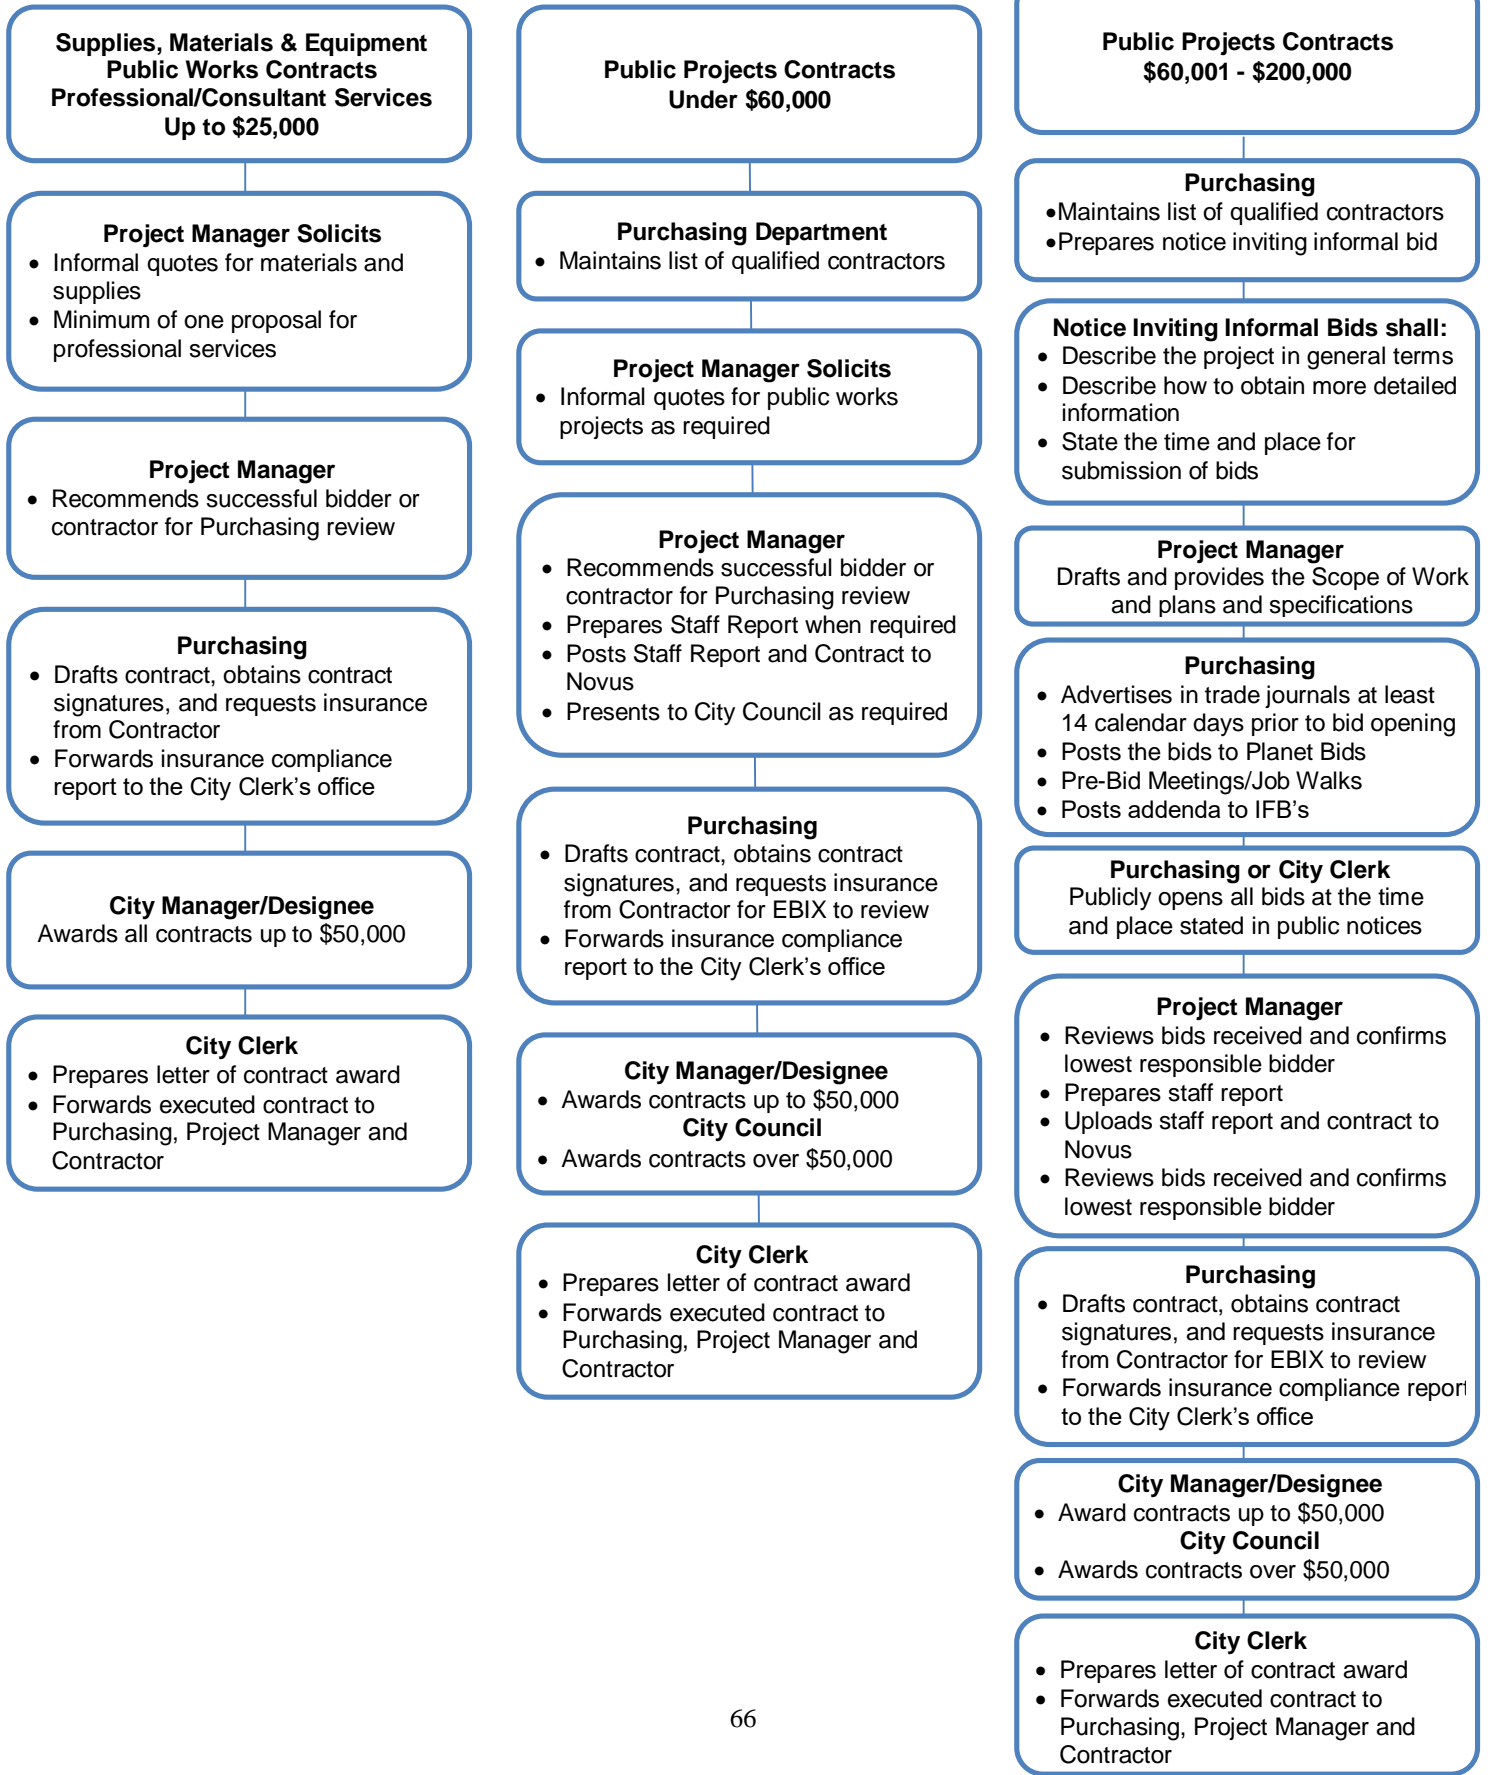 Supplies, Materials & Equipment
Public Works Contracts
Professional/Consultant Services
Up to $25,000
Project Manager Solicits
• Informal quotes for materials and
supplies
• Minimum of one proposal for
professional services
Project Manager
• Recommends successful bidder or
contractor for Purchasing review
Purchasing
• Drafts contract, obtains contract
signatures, and requests insurance
from Contractor
• Forwards insurance compliance
report to the City Clerk’s office
City Manager/Designee
Awards all contracts up to $50,000
City Clerk
• Prepares letter of contract award
• Forwards executed contract to
Purchasing, Project Manager and
Contractor
Public Projects Contracts
Under $60,000
Purchasing Department
• Maintains list of qualified contractors
Project Manager Solicits
• Informal quotes for public works
projects as required
Project Manager
• Recommends successful bidder or
contractor for Purchasing review
• Prepares Staff Report when required
• Posts Staff Report and Contract to
Novus
• Presents to City Council as required
Purchasing
• Drafts contract, obtains contract
signatures, and requests insurance
from Contractor for EBIX to review
• Forwards insurance compliance
report to the City Clerk’s office
City Manager/Designee
• Awards contracts up to $50,000
City Council
• Awards contracts over $50,000
City Clerk
• Prepares letter of contract award
• Forwards executed contract to
Purchasing, Project Manager and
Contractor
Public Projects Contracts
$60,001 - $200,000
Purchasing
•Maintains list of qualified contractors
•Prepares notice inviting informal bid
Notice Inviting Informal Bids shall:
• Describe the project in general terms
• Describe how to obtain more detailed
information
• State the time and place for
submission of bids
Project Manager
Drafts and provides the Scope of Work
and plans and specifications
Purchasing
• Advertises in trade journals at least
14 calendar days prior to bid opening
• Posts the bids to Planet Bids
• Pre-Bid Meetings/Job Walks
• Posts addenda to IFB’s
Purchasing or City Clerk
Publicly opens all bids at the time
and place stated in public notices
Project Manager
• Reviews bids received and confirms
lowest responsible bidder
• Prepares staff report
• Uploads staff report and contract to
Novus
• Reviews bids received and confirms
lowest responsible bidder
Purchasing
• Drafts contract, obtains contract
signatures, and requests insurance
from Contractor for EBIX to review
• Forwards insurance compliance report
to the City Clerk’s office
City Manager/Designee
• Award contracts up to $50,000
City Council
• Awards contracts over $50,000
City Clerk
• Prepares letter of contract award
• Forwards executed contract to
Purchasing, Project Manager and
Contractor
66